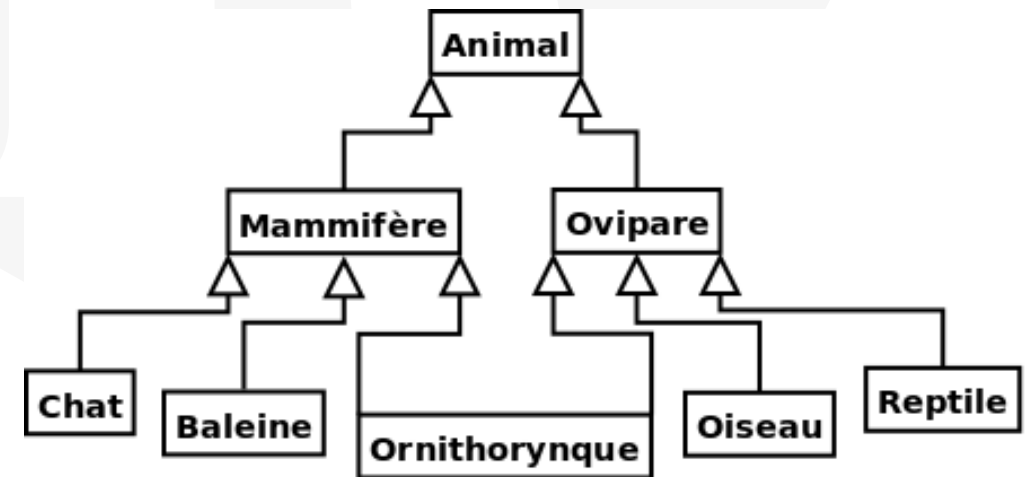 Animal
Mammifère
Ovipare
Chat
Baleine
Ornithorynque
Oiseau
Reptile